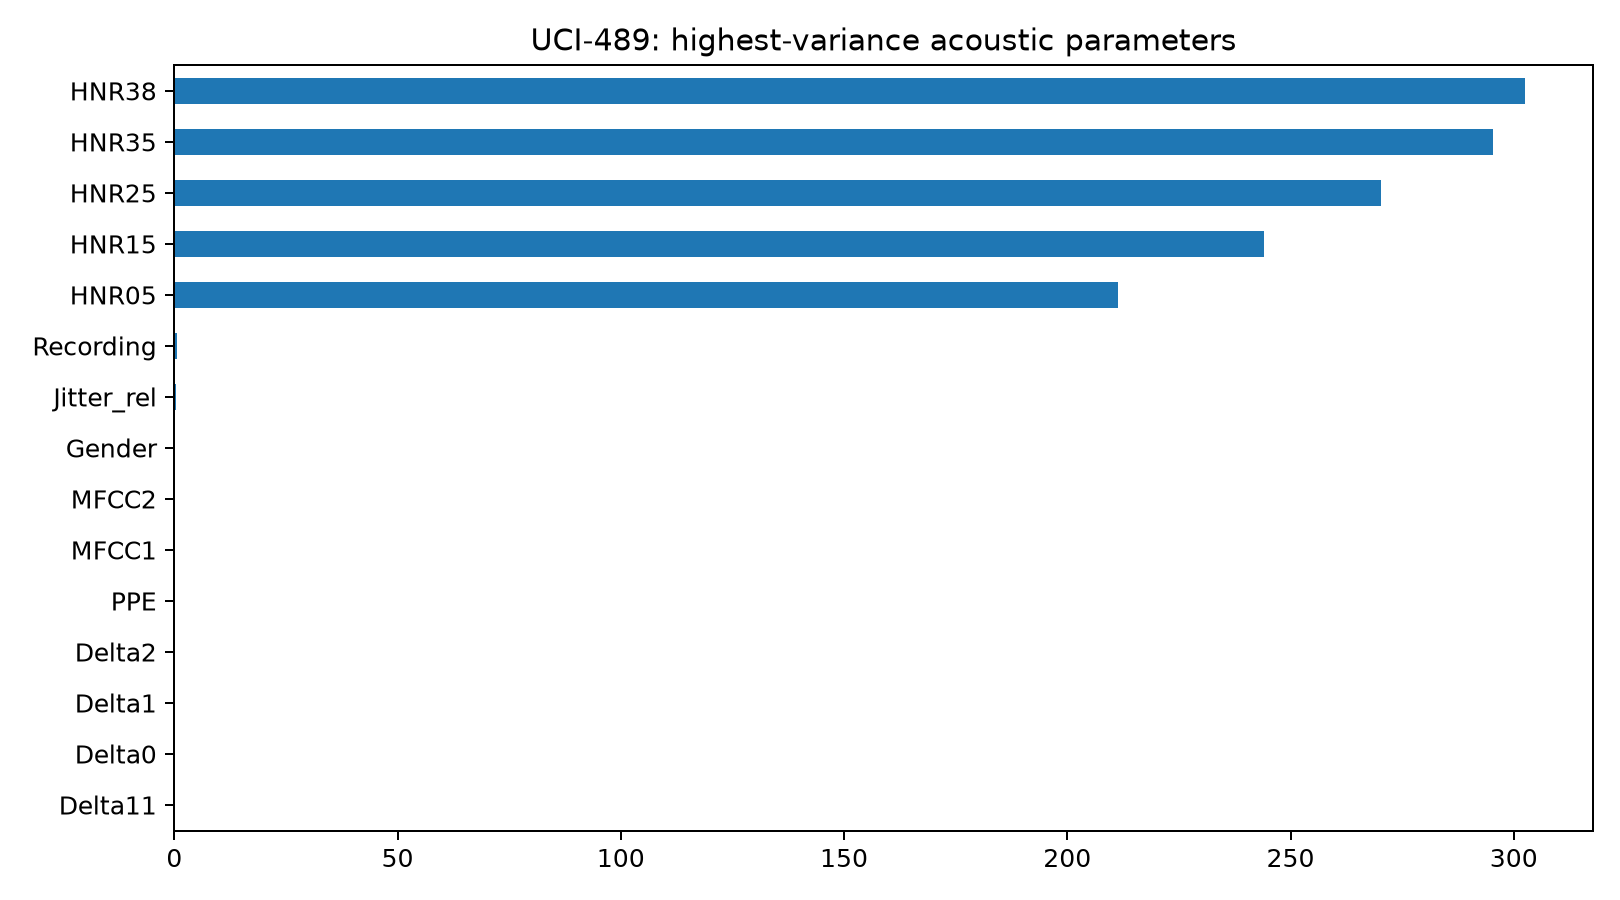 UCI-489: highest-variance acoustic parameters
HNR38
HNR35
HNR25
HNR15
HNR05
Recording
Jitter_rel
Gender
MFCC2
MFCC1
PPE
Delta2
Delta1
Delta0
Delta11
0 50 100 150 200 250 300